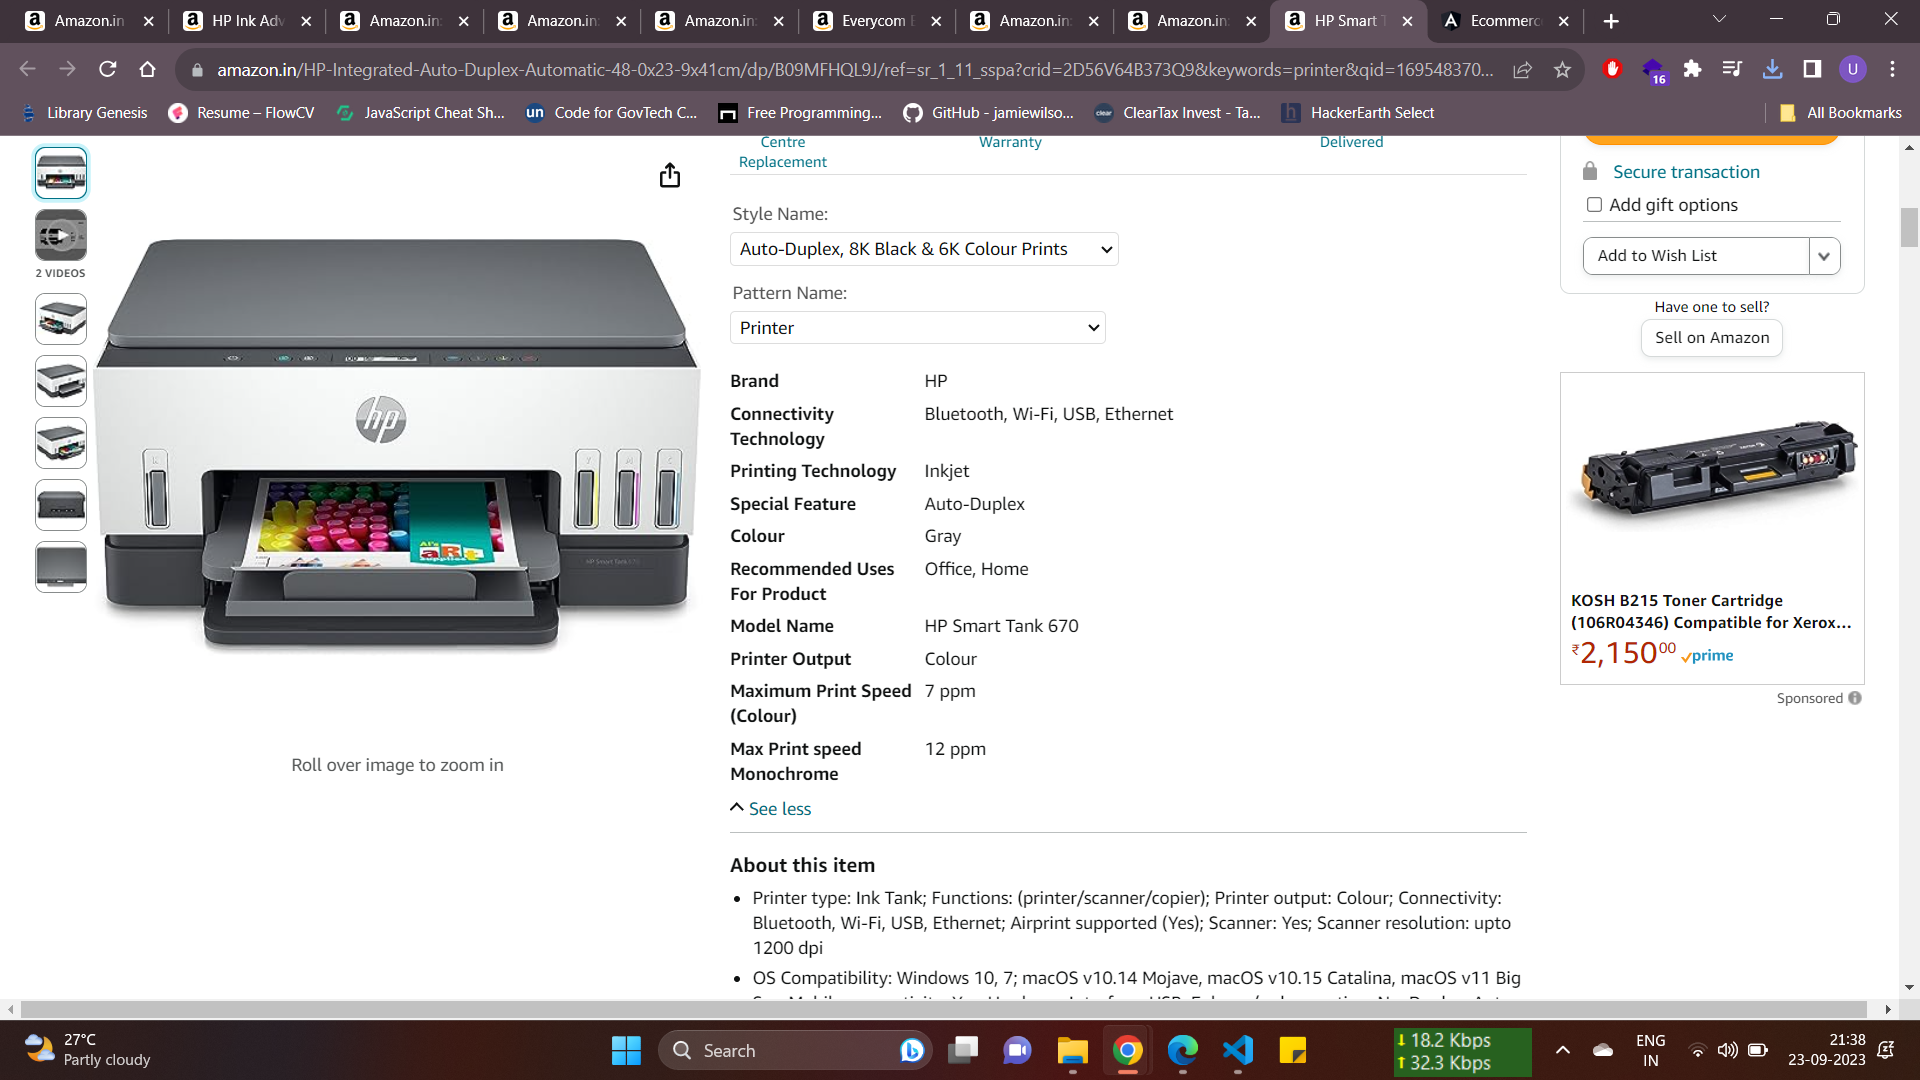 Amazon.in
HP Ink Adv
Amazon.in:
Amazon.in:
Amazon.in:
Everycom
Amazon.in:
Amazon.in:
HP Smart T
Ecommerc
amazon.in/HP-Integrated-Auto-Duplex-Automatic-48-0x23-9x41cm/dp/B09MFHQL9J/ref=sr_1_11_sspa?crid=2D56V64B373Q9&keywords=printer&qid=169548370...
16
U
Library Genesis
Resume – FlowCV
JavaScript Cheat Sh...
un
Code for GovTech C...
Free Programming...
GitHub - jamiewilso...
clear
ClearTax Invest - Ta...
h
HackerEarth Select
All Bookmarks
Centre
Replacement
Warranty
Delivered
2 VIDEOS
hp
K
Y
M
C
Al's
aRt
supplies
HP Smart Tank 670
Roll over image to zoom in
Style Name:
Auto-Duplex, 8K Black & 6K Colour Prints
Pattern Name:
Printer
Brand HP
Connectivity Technology Bluetooth, Wi-Fi, USB, Ethernet
Printing Technology Inkjet
Special Feature Auto-Duplex
Colour Gray
Recommended Uses For Product Office, Home
Model Name HP Smart Tank 670
Printer Output Colour
Maximum Print Speed (Colour) 7 ppm
Max Print speed Monochrome 12 ppm
See less
About this item
• Printer type: Ink Tank; Functions: (printer/scanner/copier); Printer output: Colour; Connectivity:
Bluetooth, Wi-Fi, USB, Ethernet; Airprint supported (Yes); Scanner: Yes; Scanner resolution: upto
1200 dpi
• OS Compatibility: Windows 10, 7; macOS v10.14 Mojave, macOS v10.15 Catalina, macOS v11 Big
Secure transaction
Add gift options
Add to Wish List
Have one to sell?
Sell on Amazon
KOSH B215 Toner Cartridge
(106R04346) Compatible for Xerox...
₹2,15000 prime
Sponsored
27°C
Partly cloudy
Search
18.2 Kbps
32.3 Kbps
ENG
IN
21:38
23-09-2023